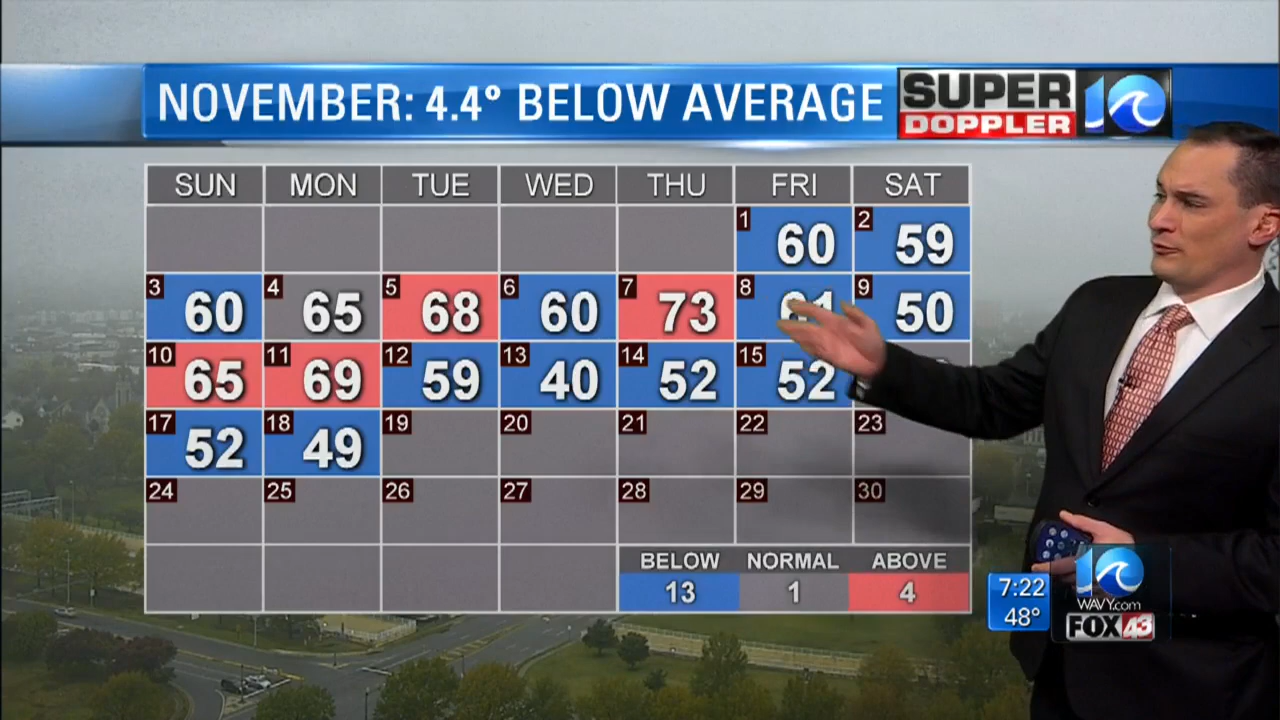 NOVEMBER: 4.4° BELOW AVERAGE
SUPER DOPPLER 10
SUN MON TUE WED THU FRI SAT
1 60 2 59
3 60 4 65 5 68 6 60 7 73 8 9 50
10 65 11 69 12 59 13 40 14 52 15 52
17 52 18 49 19 20 21 22 23
24 25 26 27 28 29 30
BELOW NORMAL ABOVE
13 1 4
7:22
48°
10
WAVY.com
FOX 43